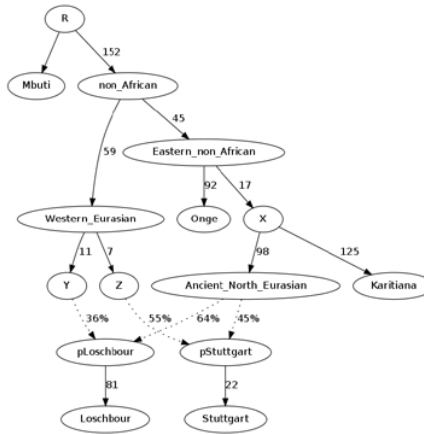 R
152
Mbuti
non_African
45
59
Eastern_non_African
92
17
Western_Eurasian
Onge
X
11
7
98
125
Y
Z
Ancient_North_Eurasian
Karitiana
36%
55%
64%
45%
pLoschbour
pStuttgart
81
22
Loschbour
Stuttgart